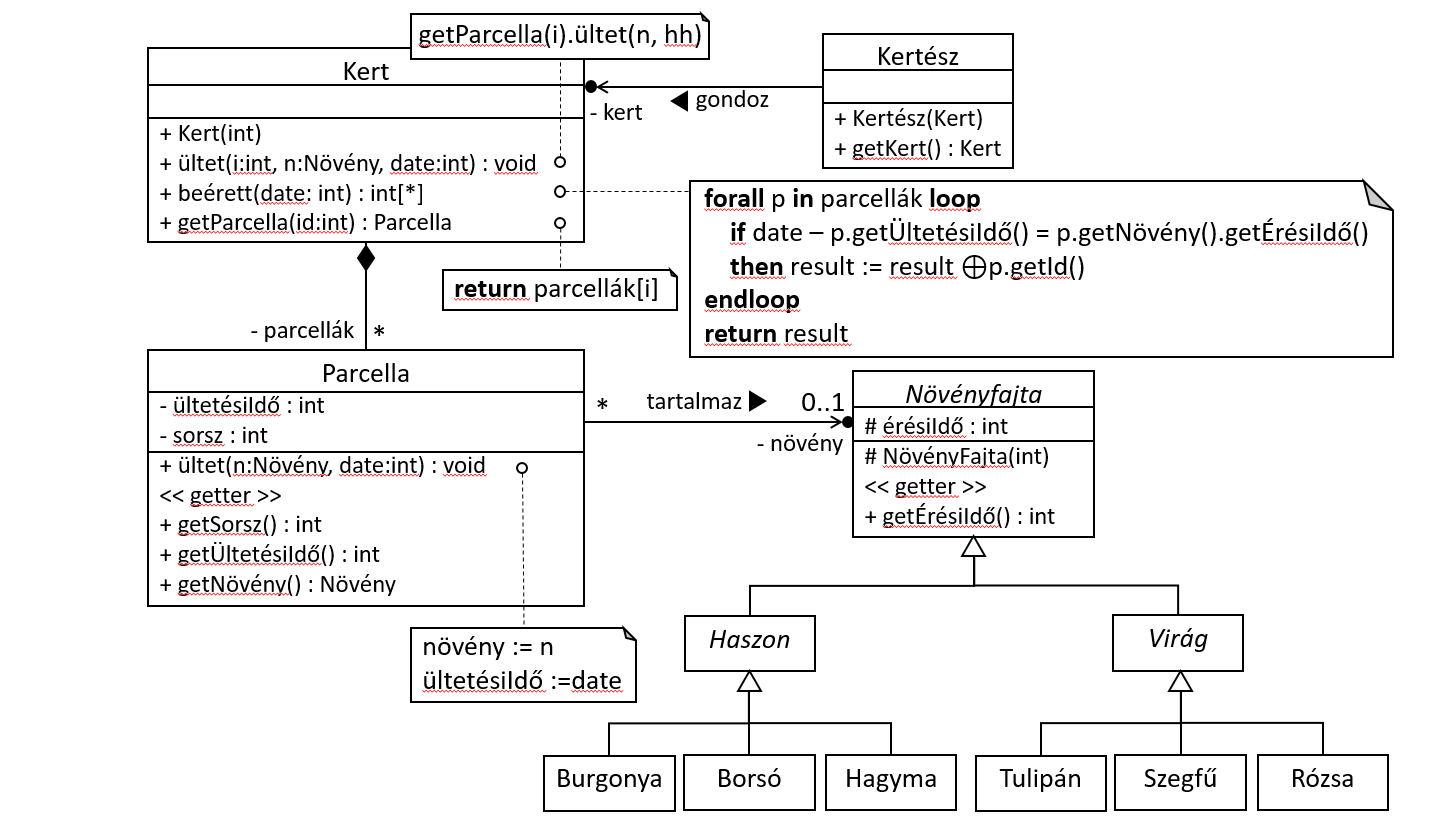 getParcella(i).ültet(n, hh)
Kert
+ Kert(int)
+ ültet(i:int, n:Növény, date:int) : void
+ beérett(date: int) : int[*]
+ getParcella(id:int) : Parcella
- kert
◀ gondoz
Kertész
+ Kertész(Kert)
+ getKert() : Kert
forall p in parcellák loop
if date – p.getÜltetésiIdő() = p.getNövény().getÉrésiIdő()
then result := result ⊕p.getId()
endloop
return result
return parcellák[i]
- parcellák *
Parcella
- ültetésiIdő : int
- sorsz : int
+ ültet(n:Növény, date:int) : void
<< getter >>
+ getSorsz() : int
+ getÜltetésiIdő() : int
+ getNövény() : Növény
* tartalmaz ▶ 0..1
- növény
növény := n
ültetésiIdő :=date
Növényfajta
# érésiIdő : int
# NövényFajta(int)
<< getter >>
+ getÉrésiIdő() : int
Haszon
Virág
Burgonya
Borsó
Hagyma
Tulipán
Szegfű
Rózsa